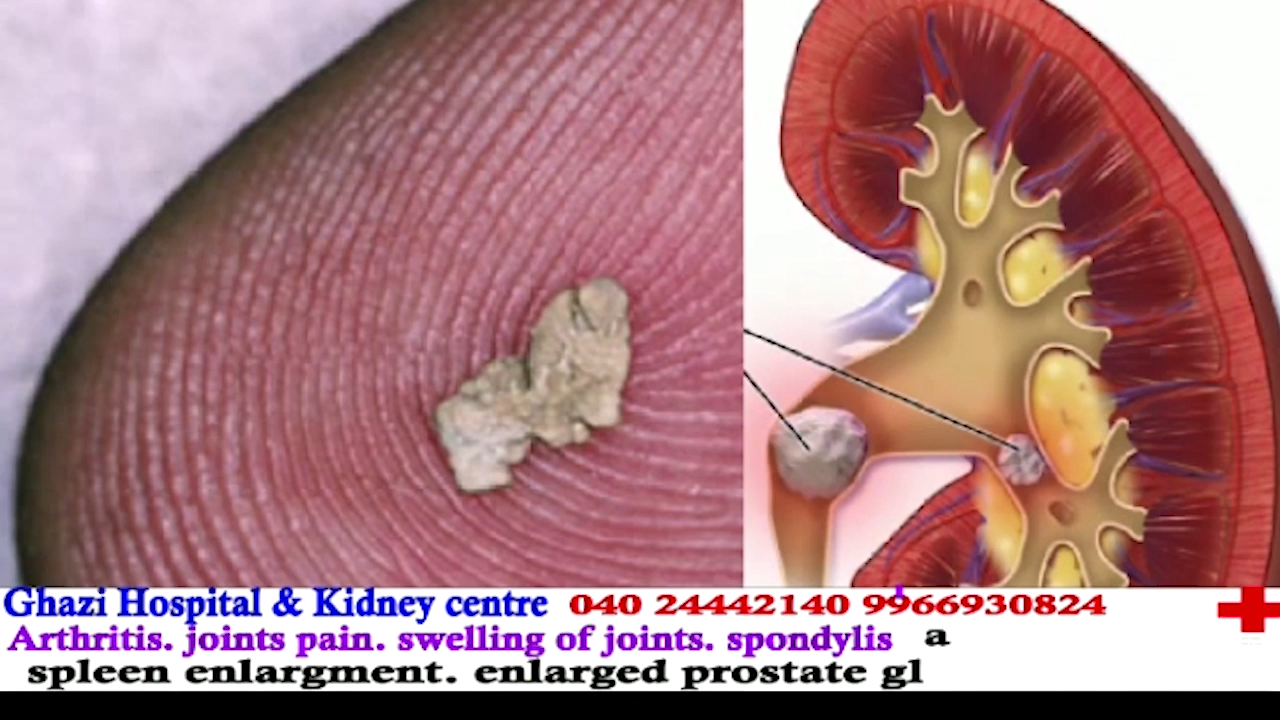 Ghazi Hospital & Kidney centre 040 24442140 9966930824
Arthritis. joints pain. swelling of joints. spondylis a
spleen enlargment. enlarged prostate gl